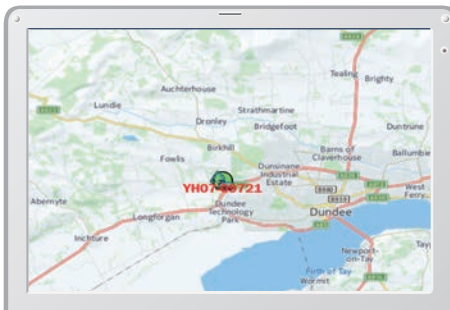 Tealing
Brighty
Auchterhouse
Lundie
Strathmartine
Dronley
Bridgefoot
Duntrune
Birkhill
Barns of
Claverhouse
Ballumbie
Fowlis
Dunsinane
Industrial
Estate
West
Ferry
Abernyte
Longforgan
Dundee
Technology
Park
Dundee
Inchture
Newport-
on-Tay
Firth of Tay
Wormit